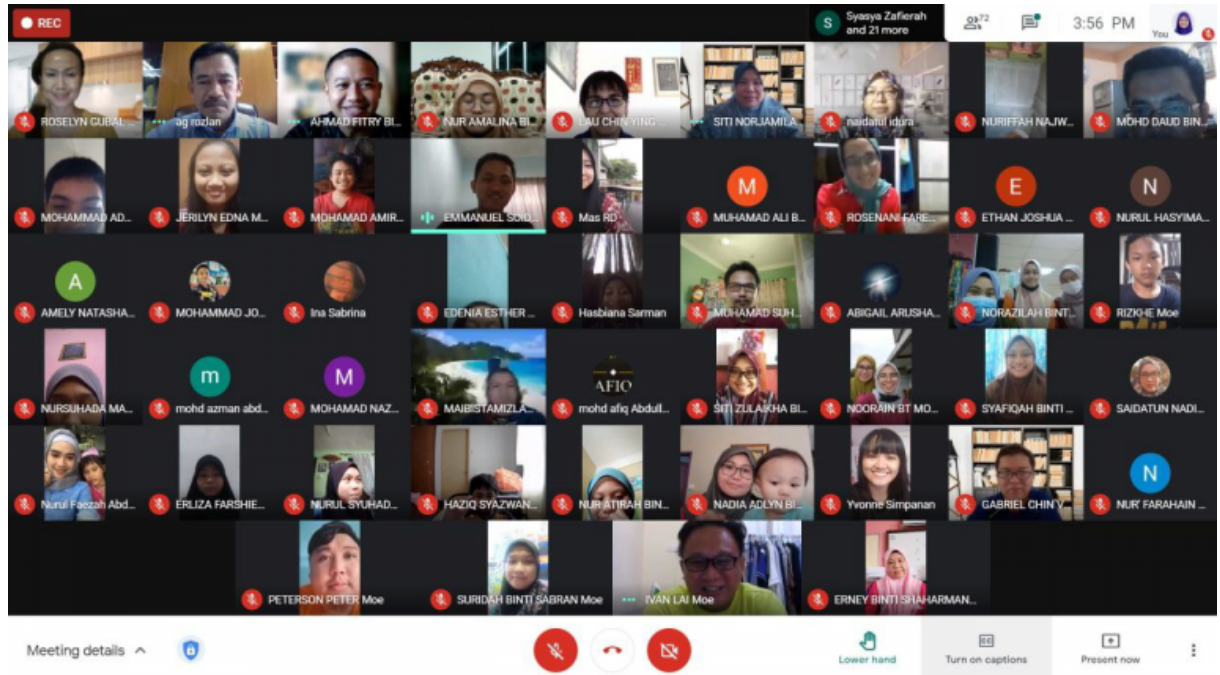 REC
S
Syasya Zafierah
and 21 more
72
3:56 PM
You
ROSELYN GUBAL...
ag rozlan
AHMAD FITRY BI...
NUR AMALINA BI...
LAU CHIN YING ...
SITI NORJAMILA...
naidatul idura
NURIFFAH NAJW...
MOHD DAUD BIN...
MOHAMMAD AD...
JERILYN EDNA M...
MOHAMAD AMIR...
EMMANUEL SOID...
Mas RD
M
MUHAMAD ALI B...
ROSENANI FARE...
E
ETHAN JOSHUA ...
N
NURUL HASYIMA...
A
AMELY NATASHA...
MOHAMMAD JO...
Ina Sabrina
EDENIA ESTHER ...
Hasbiana Sarman
MUHAMAD SUH...
ABIGAIL ARUSHA...
NORAZILAH BINT...
RIZKHE Moe
NURSUHADA MA...
m
mohd azman abd...
M
MOHAMAD NAZ...
MAIBISTAMIZLA...
AFIQ
mohd afiq Abdull...
SITI ZULAIKHA BI...
NOORAIN BT MO...
SYAFIQAH BINTI ...
SAIDATUN NADI...
Nurul Faezah Abd...
ERLIZA FARSHIE...
NURUL SYUHAD...
HAZIQ SYAZWAN...
NUR ATIRAH BIN...
NADIA ADLYN BI...
Yvonne Simpanan
GABRIEL CHIN V...
N
NUR' FARAHAIN ...
PETERSON PETER Moe
SURIDAH BINTI SABRAN Moe
IVAN LAI Moe
ERNEY BINTI SHAHARMAN...
Meeting details
Lower hand
CC
Turn on captions
Present now